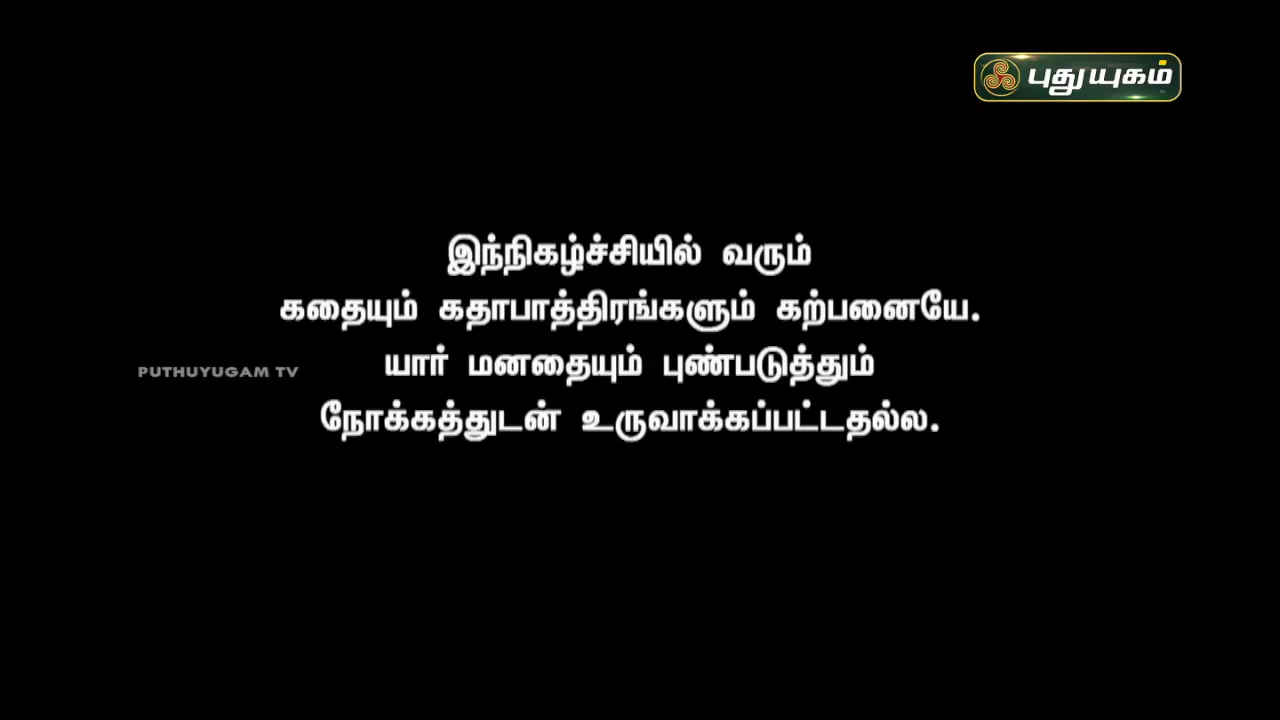 புதுயுகம்
இந்நிகழ்ச்சியில் வரும்
கதையும் கதாபாத்திரங்களும் கற்பனையே.
யார் மனதையும் புண்படுத்தும்
PUTHUYUGAM TV
நோக்கத்துடன் உருவாக்கப்பட்டதல்ல.